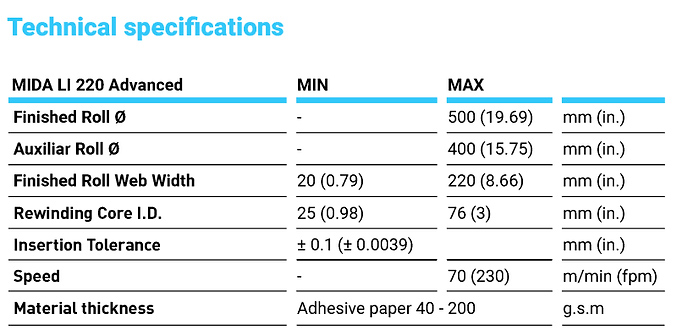 Technical specifications
MIDA LI 220 Advanced MIN MAX
Finished Roll Ø - 500 (19.69) mm (in.)
Auxiliar Roll Ø - 400 (15.75) mm (in.)
Finished Roll Web Width 20 (0.79) 220 (8.66) mm (in.)
Rewinding Core I.D. 25 (0.98) 76 (3) mm (in.)
Insertion Tolerance ± 0.1 (± 0.0039) mm (in.)
Speed - 70 (230) m/min (fpm)
Material thickness Adhesive paper 40 - 200 g.s.m